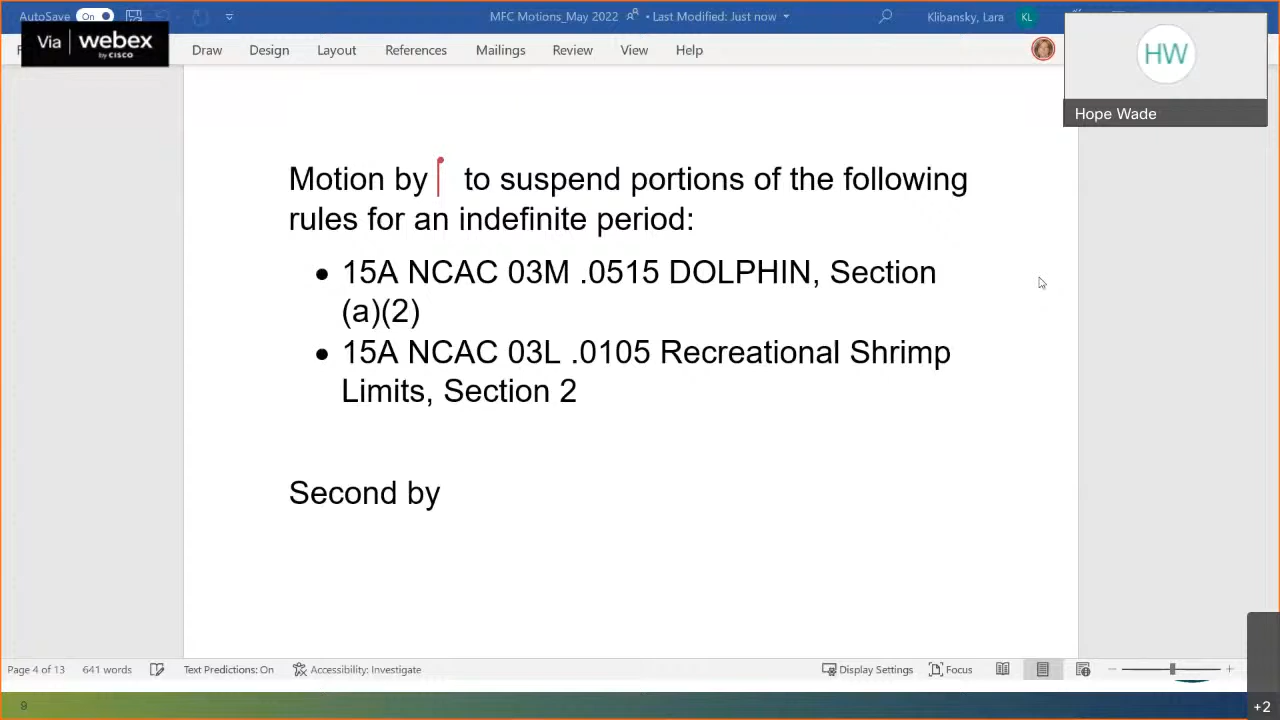 AutoSave On MFC Motions_May 2022 • Last Modified: Just now Klibansky, Lara KL
Via webex by CISCO
Draw Design Layout References Mailings Review View Help
HW
Hope Wade
Motion by to suspend portions of the following
rules for an indefinite period:
• 15A NCAC 03M .0515 DOLPHIN, Section
(a)(2)
• 15A NCAC 03L .0105 Recreational Shrimp
Limits, Section 2
Second by
Page 4 of 13 641 words Text Predictions: On Accessibility: Investigate Display Settings Focus
9
+2